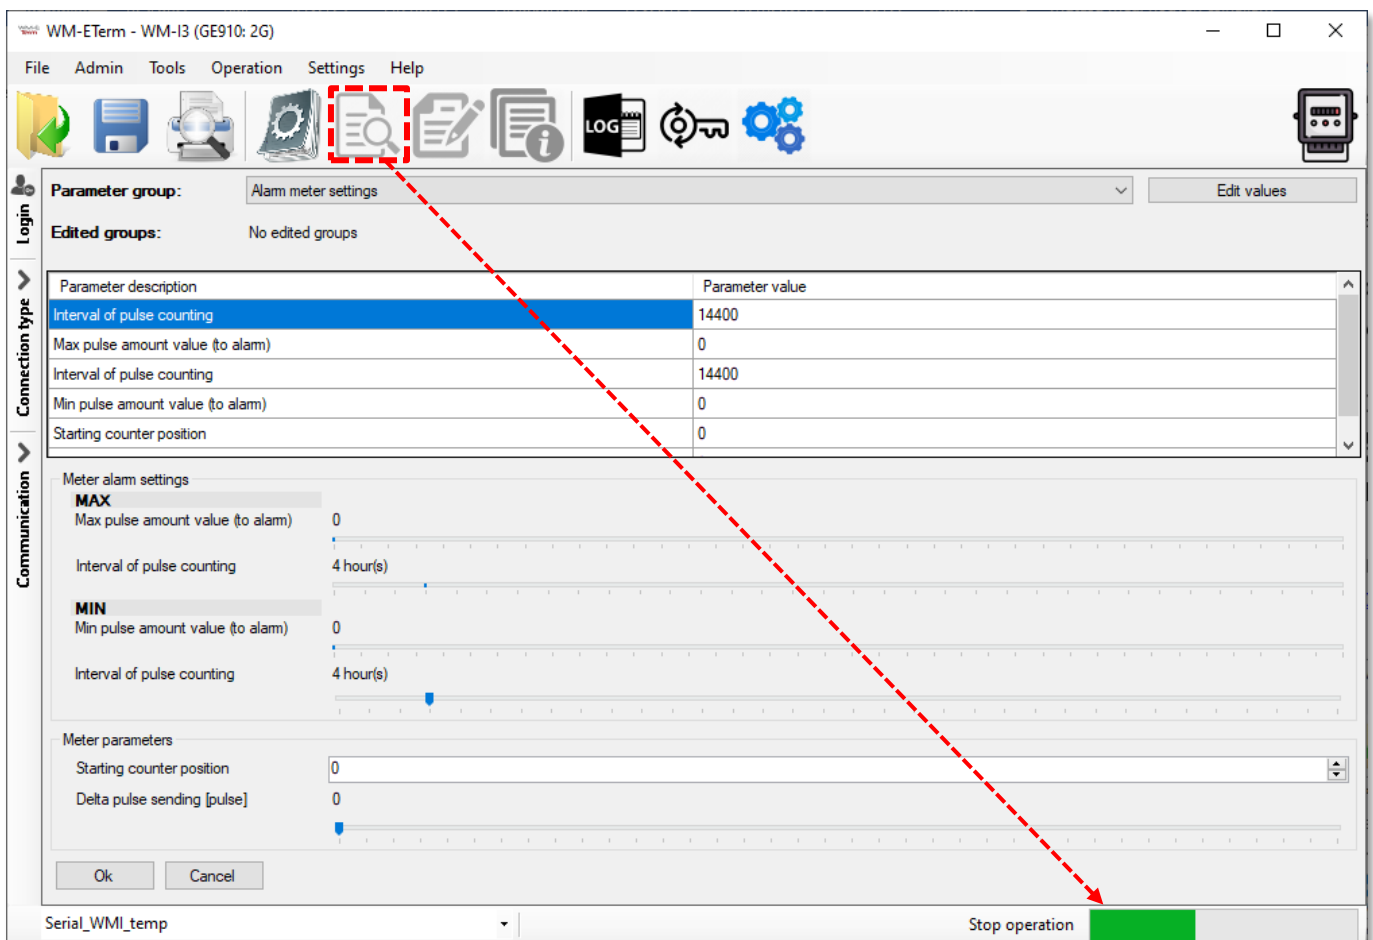 WM-ETerm - WM-I3 (GE910: 2G)
File Admin Tools Operation Settings Help
LOG
Login
Connection type
Communication
Parameter group: Alarm meter settings Edit values
Edited groups: No edited groups
Parameter description Parameter value
Interval of pulse counting 14400
Max pulse amount value (to alarm) 0
Interval of pulse counting 14400
Min pulse amount value (to alarm) 0
Starting counter position 0
Meter alarm settings
MAX
Max pulse amount value (to alarm) 0
Interval of pulse counting 4 hour(s)
MIN
Min pulse amount value (to alarm) 0
Interval of pulse counting 4 hour(s)
Meter parameters
Starting counter position 0
Delta pulse sending [pulse] 0
Ok Cancel
Serial_WMI_temp Stop operation